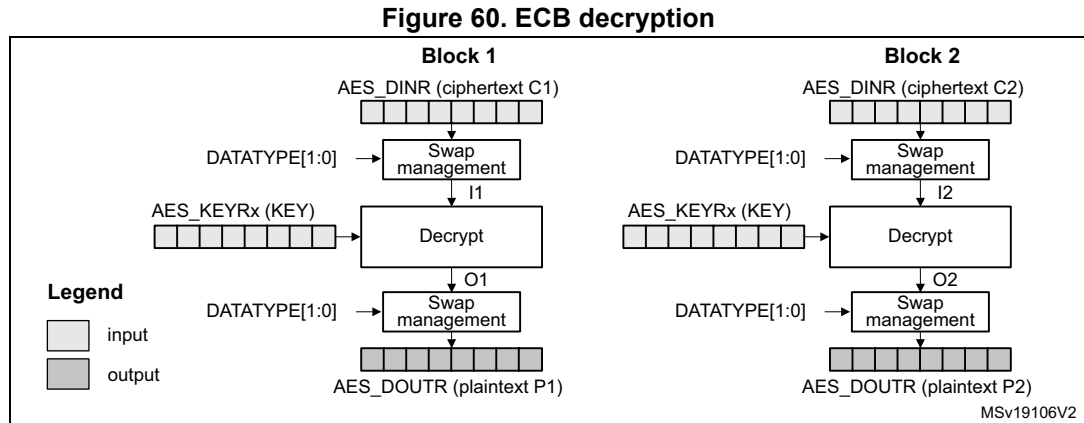 Figure 60. ECB decryption
Block 1
Block 2
AES_DINR (ciphertext C1)
AES_DINR (ciphertext C2)
DATATYPE[1:0]
Swap
management
DATATYPE[1:0]
Swap
management
I1
I2
AES_KEYRx (KEY)
Decrypt
AES_KEYRx (KEY)
Decrypt
O1
O2
Legend
DATATYPE[1:0]
Swap
management
DATATYPE[1:0]
Swap
management
input
output
AES_DOUTR (plaintext P1)
AES_DOUTR (plaintext P2)
MSv19106V2